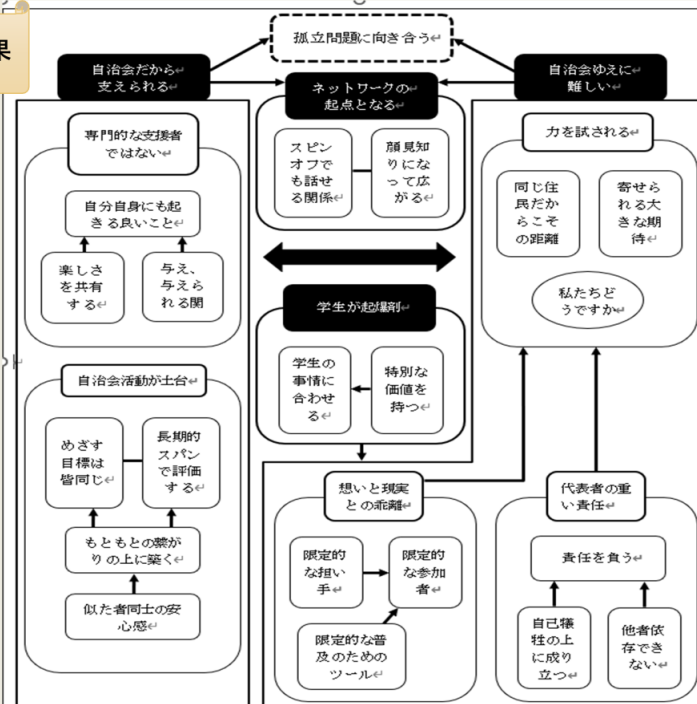 果
孤立問題に向き合う
自治会だから
支えられる
ネットワークの
起点となる
自治会ゆえに
難しい
専門的な支援者
ではない
自分自身にも起
きる良いこと
楽しさ
を共有
する
与え、
与えら
れる関
スピン
オフで
も話せ
る関係
顔見知
りにな
って広
がる
力を試される
同じ住
民だか
らこそ
の距離
寄せら
れる大
きな期
待
私たちど
うですか
学生が起爆剤
学生の
事情に
合わせ
る
特別な
価値を
持つ
自治会活動が土台
めざす
目標は
皆同じ
長期的
スパン
で評価
する
もともとの繋が
りの上に築く
似た者同士の安
心感
想いと現実
との乖離
限定的
な担い
手
限定的
な参加
者
限定的な普
及のための
ツール
代表者の重
い責任
責任を負う
自己犠
牲の上
に成り
立つ
他者依
存でき
ない